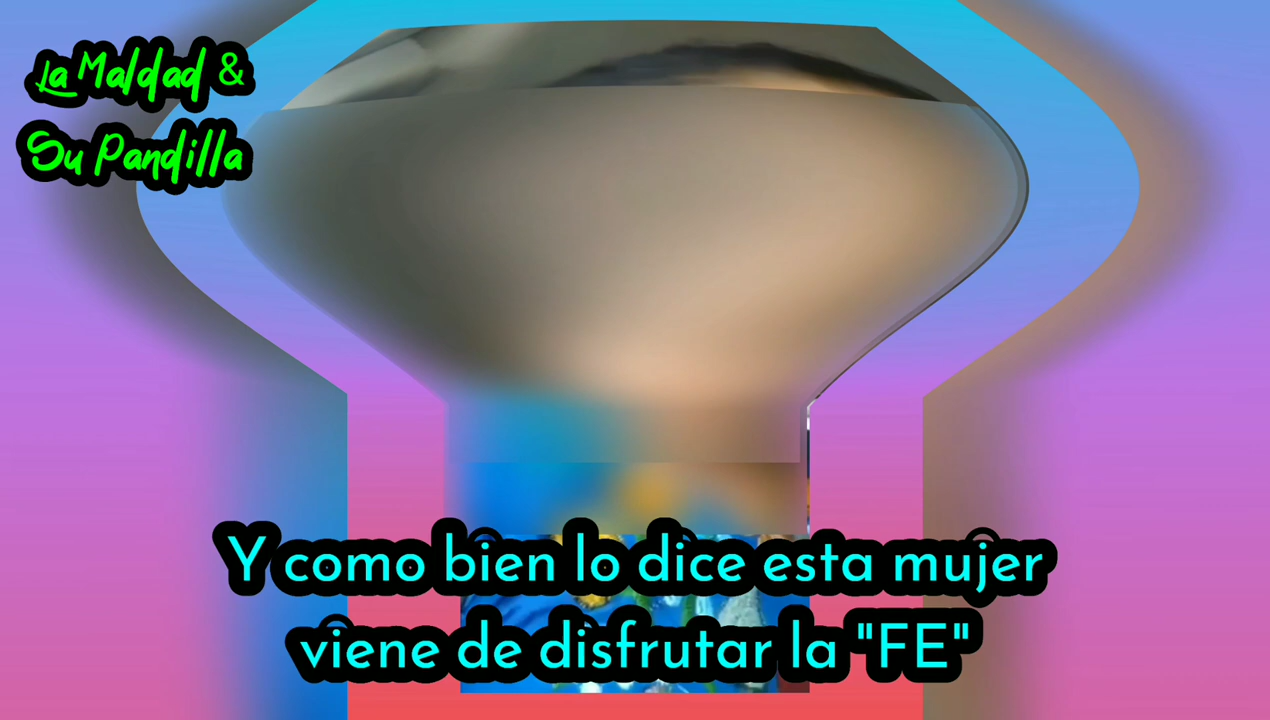 La Maldad &
Su Pandilla
Y como bien lo dice esta mujer
viene de disfrutar la "FE"